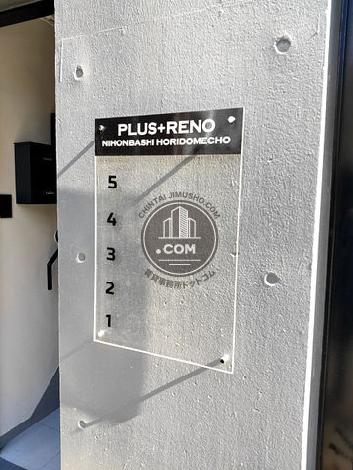 PLUS+RENO
NIHONBASHI HORIDOMECHO
5
4
3
2
1
CHINTAI JIMUSHO.COM
.COM
賃貸事務所ドットコム